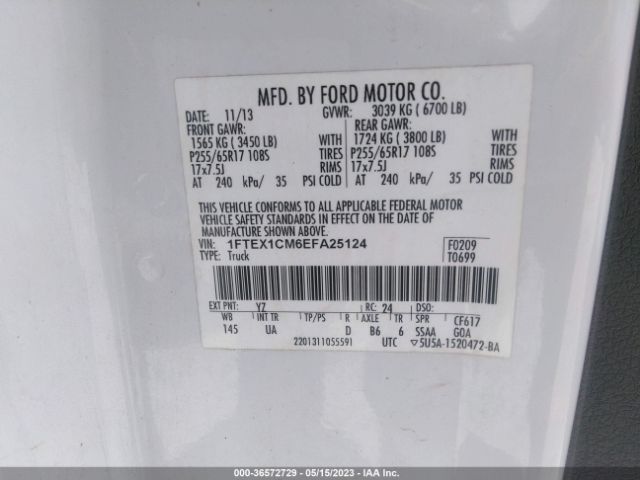 MFD. BY FORD MOTOR CO.
DATE: 11/13 GVWR: 3039 KG ( 6700 LB)
FRONT GAWR: REAR GAWR:
1565 KG ( 3450 LB) WITH 1724 KG ( 3800 LB) WITH
P255/65R17 108S TIRES P255/65R17 108S TIRES
17x7.5J RIMS 17x7.5J RIMS
AT 240 kPa/ 35 PSI COLD AT 240 kPa/ 35 PSI COLD
THIS VEHICLE CONFORMS TO ALL APPLICABLE FEDERAL MOTOR
VEHICLE SAFETY STANDARDS IN EFFECT ON THE DATE OF
MANUFACTURE SHOWN ABOVE.
VIN: 1FTEX1CM6EFA25124 F0209
TYPE: Truck T0699
EXT PNT: YZ RC: 24 DSO:
WB INT TR TP/PS R AXLE TR SPR CF617
145 UA D B6 6 SSAA GOA
2201311055591 UTC ▽5U5A-1520472-BA
000-36572729 - 05/15/2023 - IAA Inc.